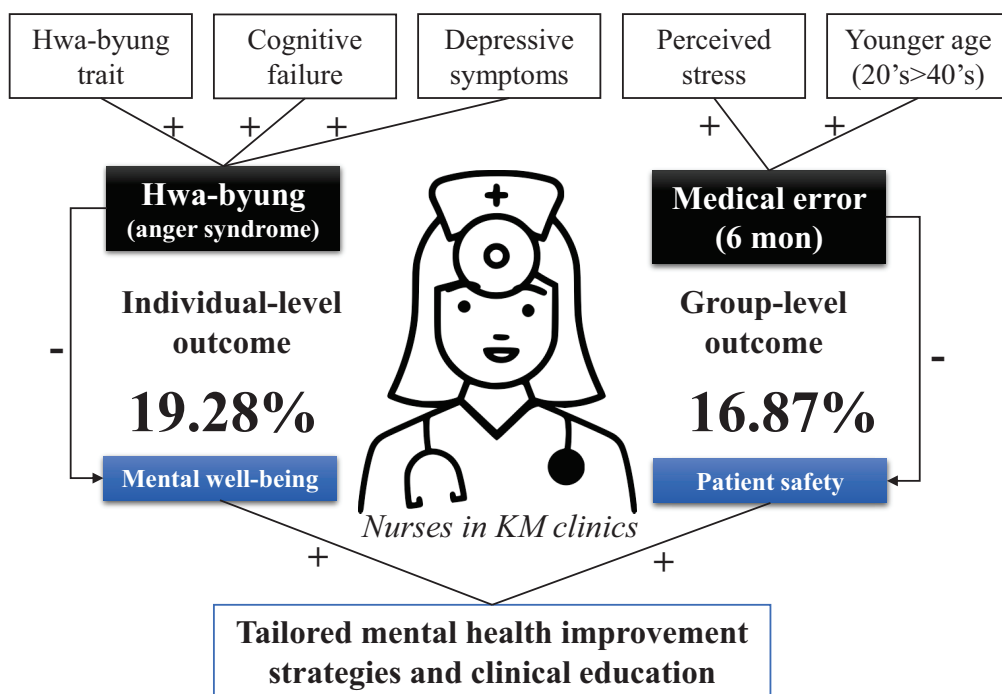 Hwa-byung
trait
Cognitive
failure
Depressive
symptoms
Perceived
stress
Younger age
(20’s>40’s)
+
+
+
+
+
Hwa-byung
(anger syndrome)
Medical error
(6 mon)
Individual-level
outcome
Group-level
outcome
-
-
19.28%
16.87%
Mental well-being
Patient safety
Nurses in KM clinics
+
+
Tailored mental health improvement
strategies and clinical education